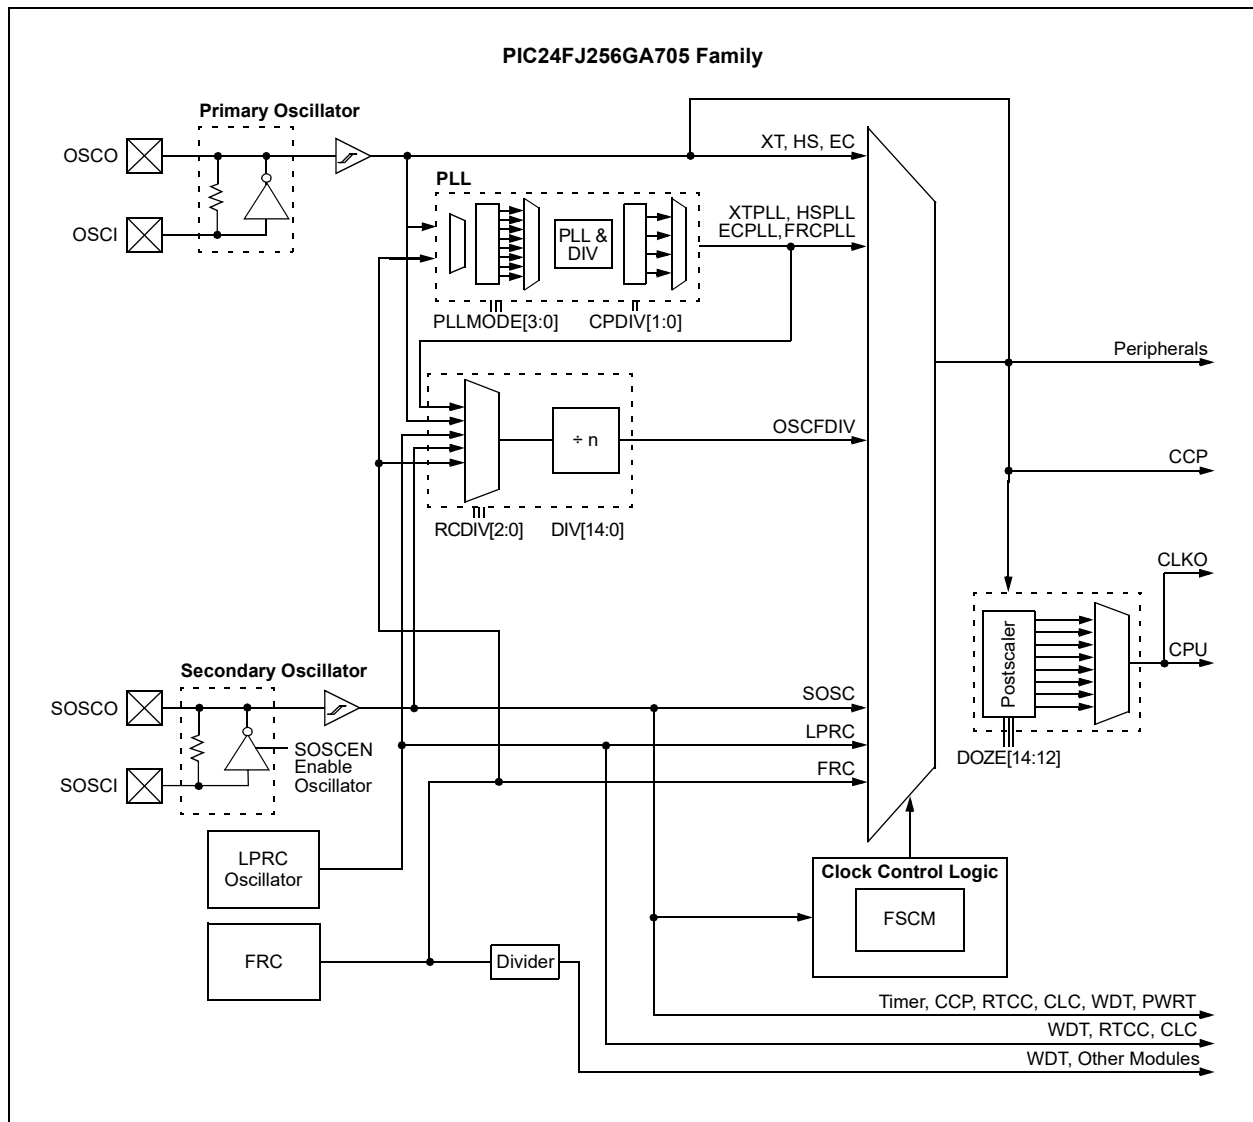 PIC24FJ256GA705 Family
Primary Oscillator
OSCO
XT, HS, EC
PLL
XTPLL, HSPLL
ECPLL,FRCPLL
OSCI
PLL &
DIV
PLLMODE[3:0]
CPDIV[1:0]
Peripherals
÷ n
OSCFDIV
CCP
RCDIV[2:0]
DIV[14:0]
CLKO
Postscaler
CPU
Secondary Oscillator
SOSCO
SOSC
LPRC
SOSCEN
Enable
Oscillator
DOZE[14:12]
FRC
SOSCI
LPRC
Oscillator
Clock Control Logic
FSCM
FRC
Divider
Timer, CCP, RTCC, CLC, WDT, PWRT
WDT, RTCC, CLC
WDT, Other Modules